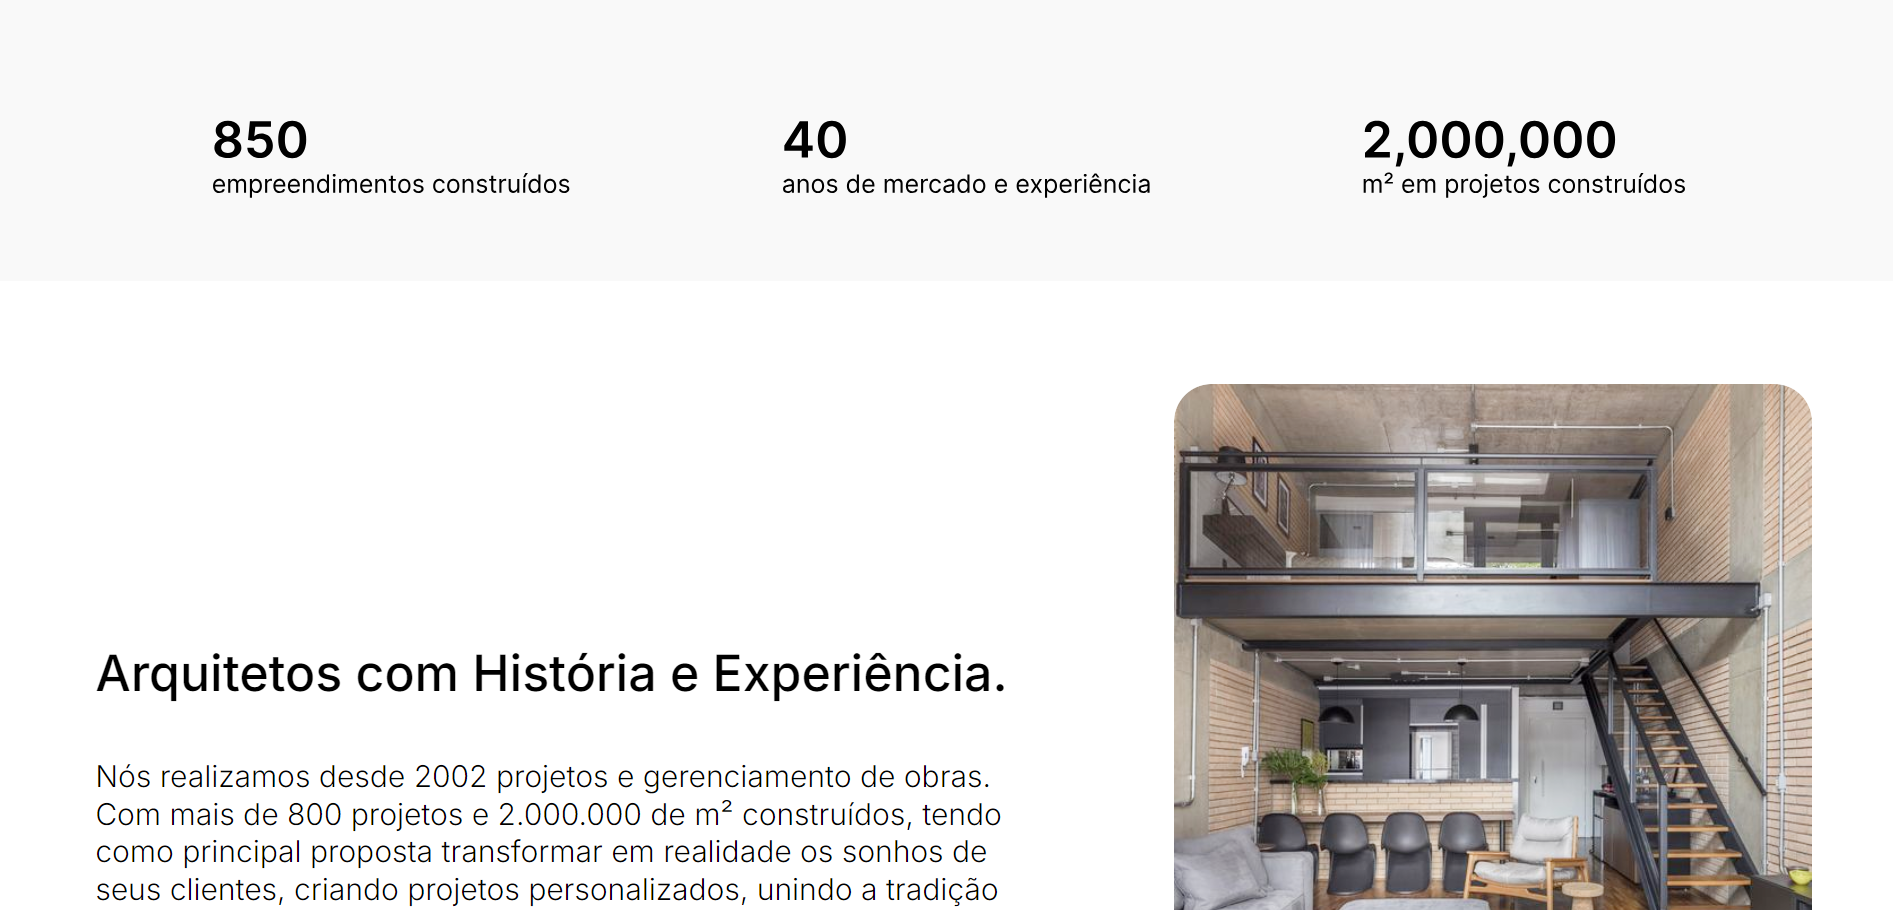 850
empreendimentos construídos
40
anos de mercado e experiência
2,000,000
m² em projetos construídos
Arquitetos com História e Experiência.
Nós realizamos desde 2002 projetos e gerenciamento de obras.
Com mais de 800 projetos e 2.000.000 de m² construídos, tendo
como principal proposta transformar em realidade os sonhos de
seus clientes, criando projetos personalizados, unindo a tradição